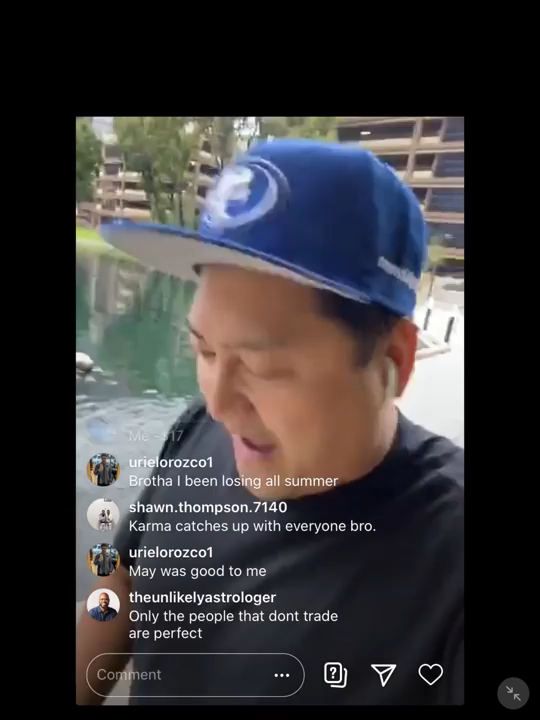 urielorozco1
Brotha I been losing all summer
shawn.thompson.7140
Karma catches up with everyone bro.
urielorozco1
May was good to me
theunlikelyastrologer
Only the people that dont trade
are perfect
Comment